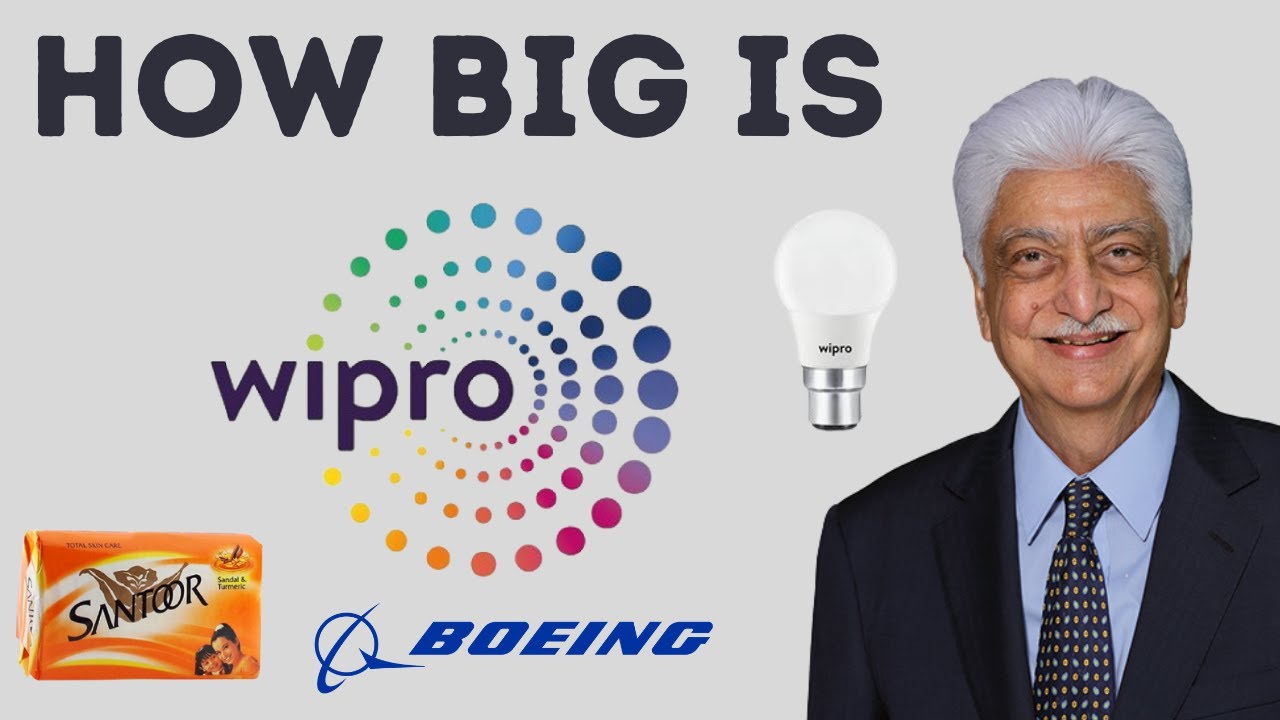 HOW BIG IS
wipro
wipro
TOTAL SKIN CARE
SANTOOR
Sandal &
Turmeric
BOEING